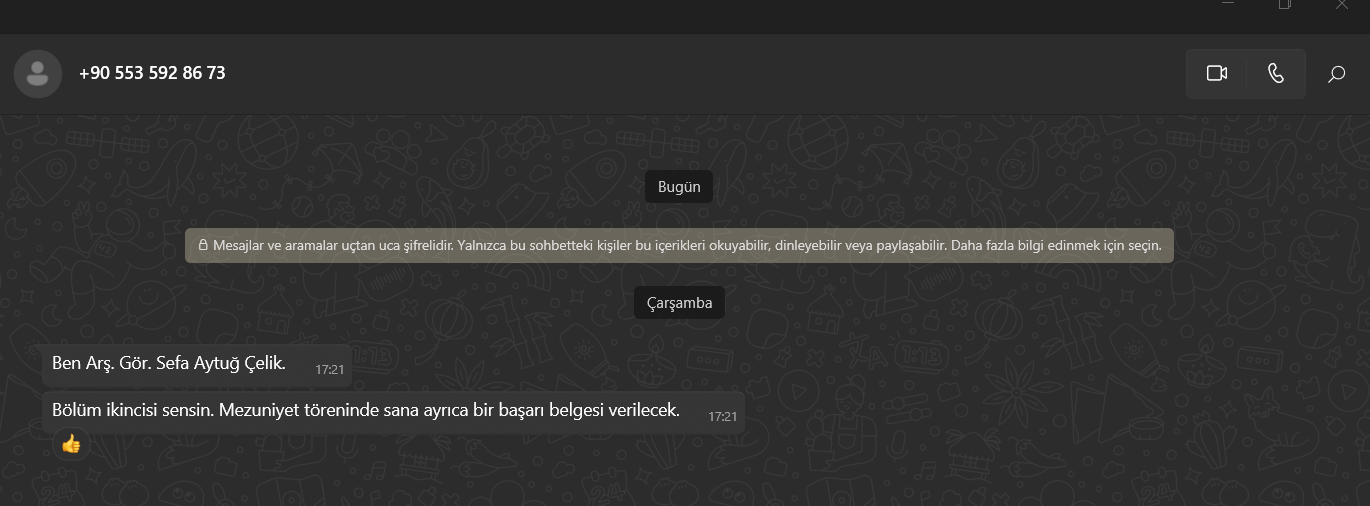 +90 553 592 86 73
Bugün
Mesajlar ve aramalar uçtan uca şifrelidir. Yalnızca bu sohbetteki kişiler bu içerikleri okuyabilir, dinleyebilir veya paylaşabilir. Daha fazla bilgi edinmek için seçin.
Çarşamba
Ben Arş. Gör. Sefa Aytuğ Çelik. 17:21
Bölüm ikincisi sensin. Mezuniyet töreninde sana ayrıca bir başarı belgesi verilecek. 17:21